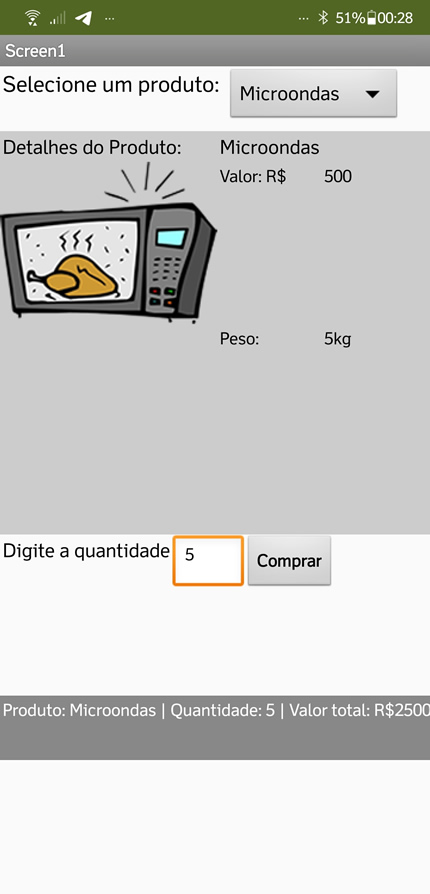 ... ... 51% 00:28
Screen1
Selecione um produto: Microondas
Detalhes do Produto: Microondas
Valor: R$ 500
Peso: 5kg
Digite a quantidade 5 Comprar
Produto: Microondas | Quantidade: 5 | Valor total: R$2500